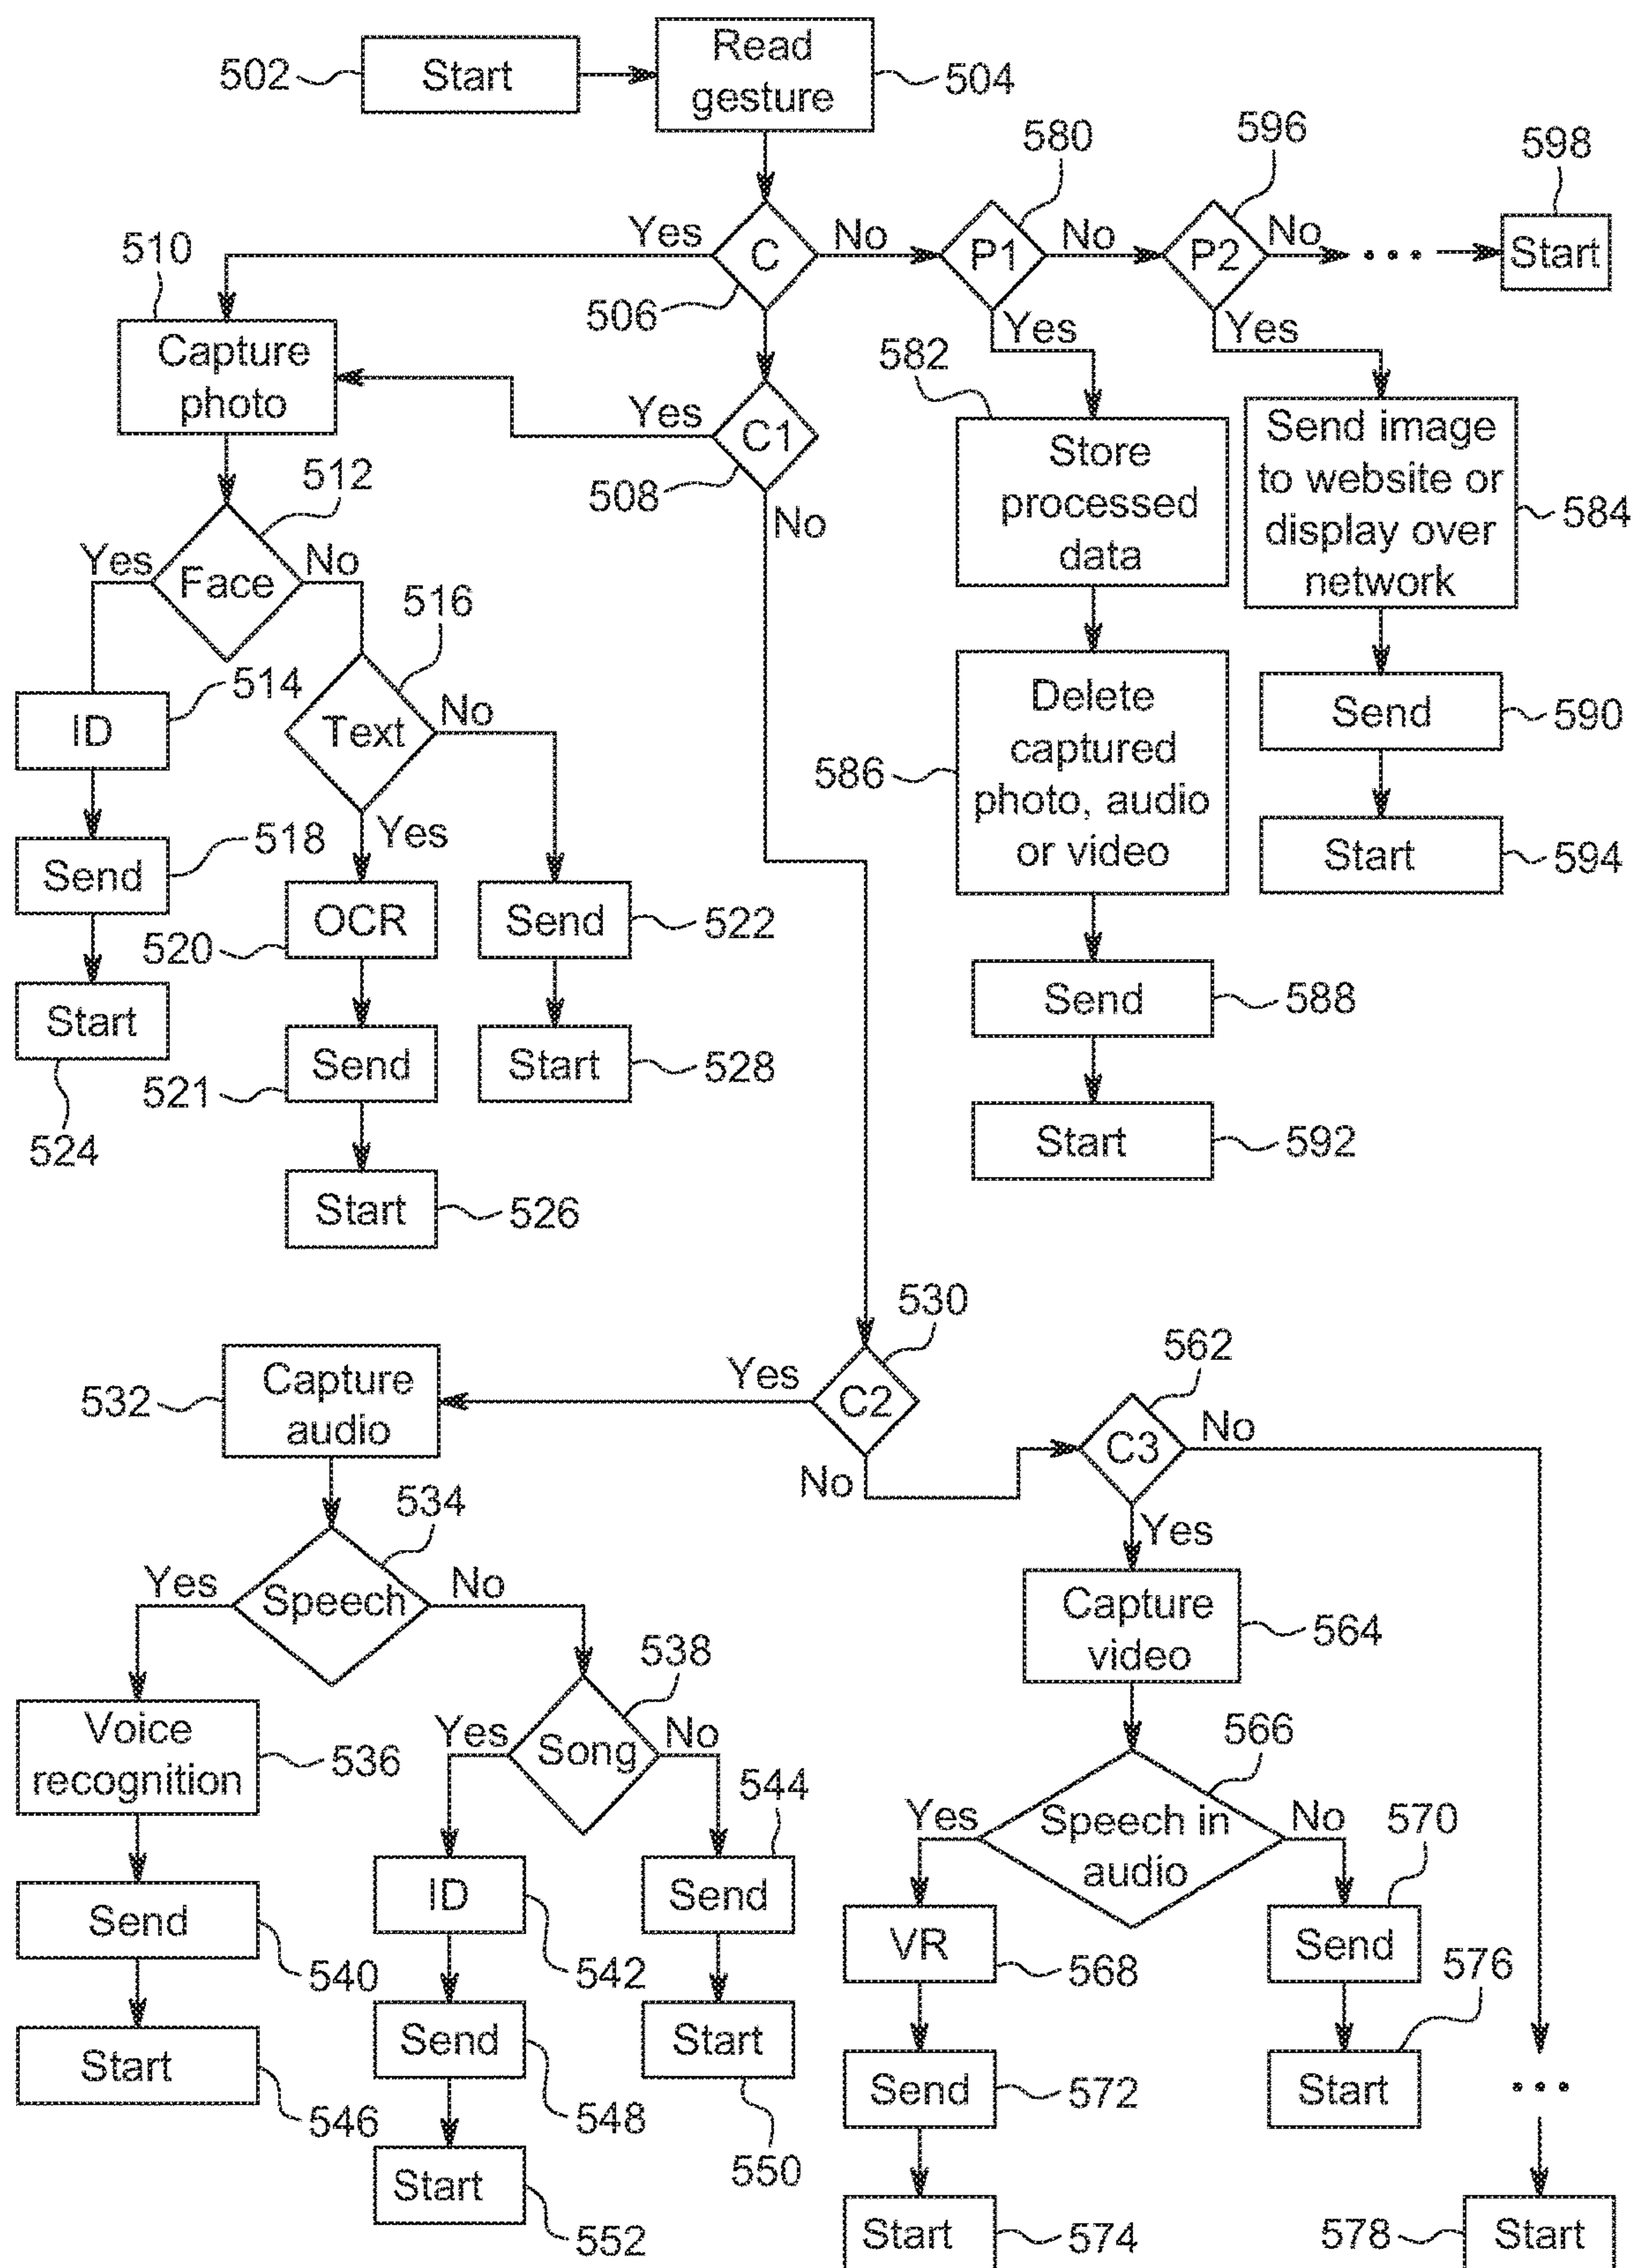 502
Start
Read
gesture
504
580
596
598
Yes
C
No
P1
No
P2
No
...
Start
510
506
Capture
photo
Yes
Yes
582
Yes
C1
508
No
Store
processed
data
Send image
to website or
display over
network
584
512
Yes
Face
No
516
514
ID
Text
No
Delete
captured
photo, audio
or video
586
Send
590
518
Send
Yes
Start
594
OCR
520
Send
522
Send
588
Start
524
Send
521
Start
528
Start
592
Start
526
530
562
Capture
audio
532
Yes
C2
No
C3
No
534
Yes
Yes
Speech
No
Capture
video
564
538
Voice
recognition
536
Yes
Song
No
566
544
Yes
Speech in
audio
No
570
ID
542
Send
Send
540
VR
568
Send
576
Start
546
Send
548
Start
550
Send
572
Start
...
Start
552
Start
574
578
Start